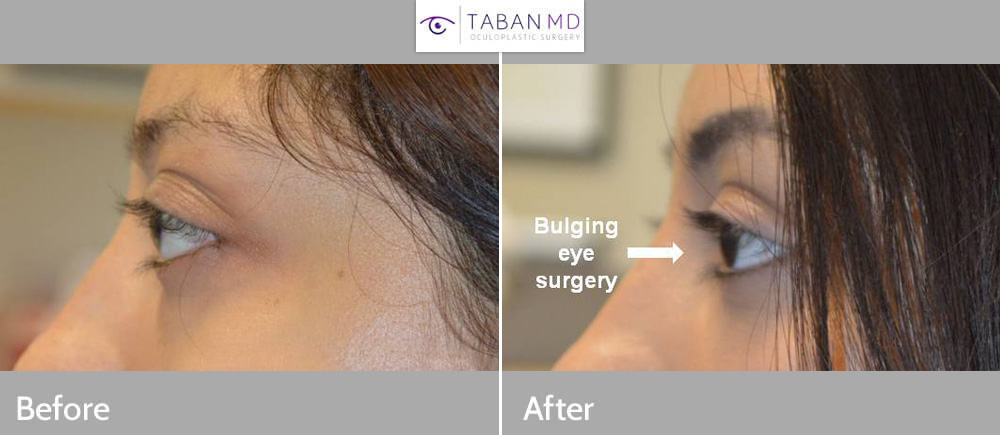 TABAN MD
OCULOPLASTIC SURGERY
Bulging
eye
surgery
Before
After